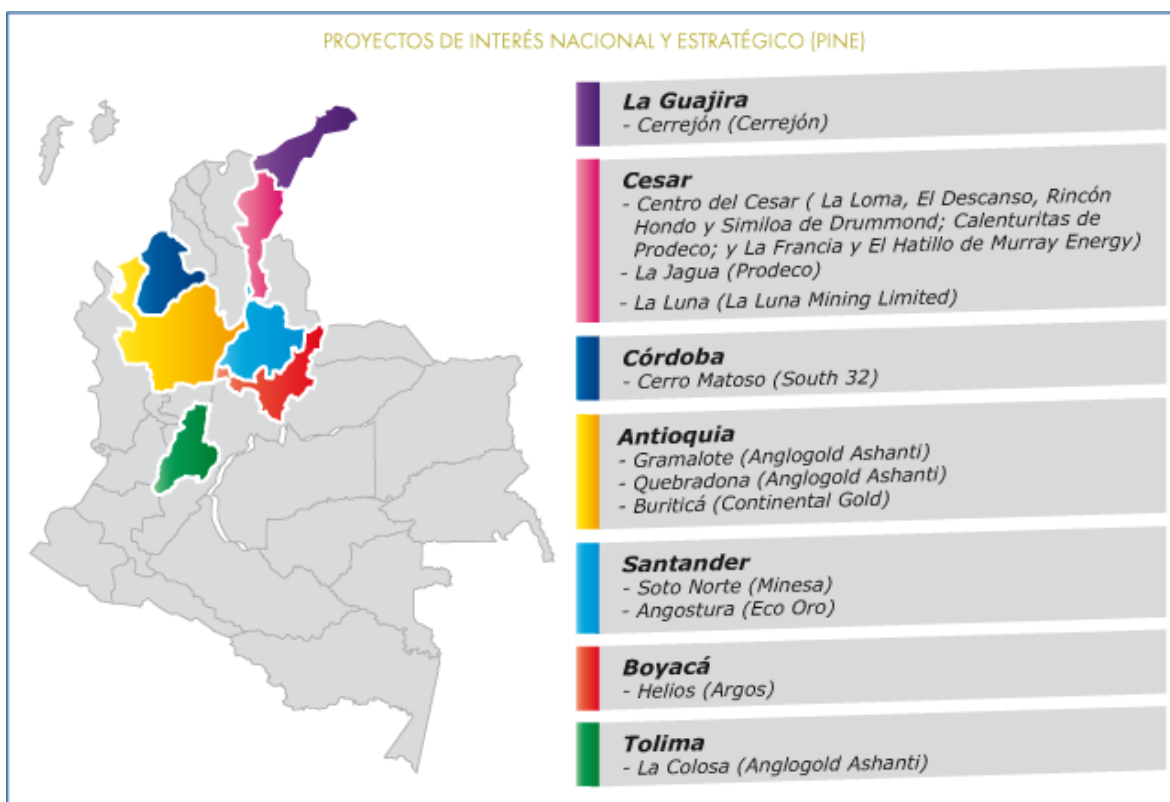 PROYECTOS DE INTERÉS NACIONAL Y ESTRATÉGICO (PINE)
La Guajira
- Cerrejón (Cerrejón)
Cesar
- Centro del Cesar ( La Loma, El Descanso, Rincón
Hondo y Similoa de Drummond; Calenturitas de
Prodeco; y La Francia y El Hatillo de Murray Energy)
- La Jagua (Prodeco)
- La Luna (La Luna Mining Limited)
Córdoba
- Cerro Matoso (South 32)
Antioquia
- Gramalote (Anglogold Ashanti)
- Quebradona (Anglogold Ashanti)
- Buriticá (Continental Gold)
Santander
- Soto Norte (Minesa)
- Angostura (Eco Oro)
Boyacá
- Helios (Argos)
Tolima
- La Colosa (Anglogold Ashanti)